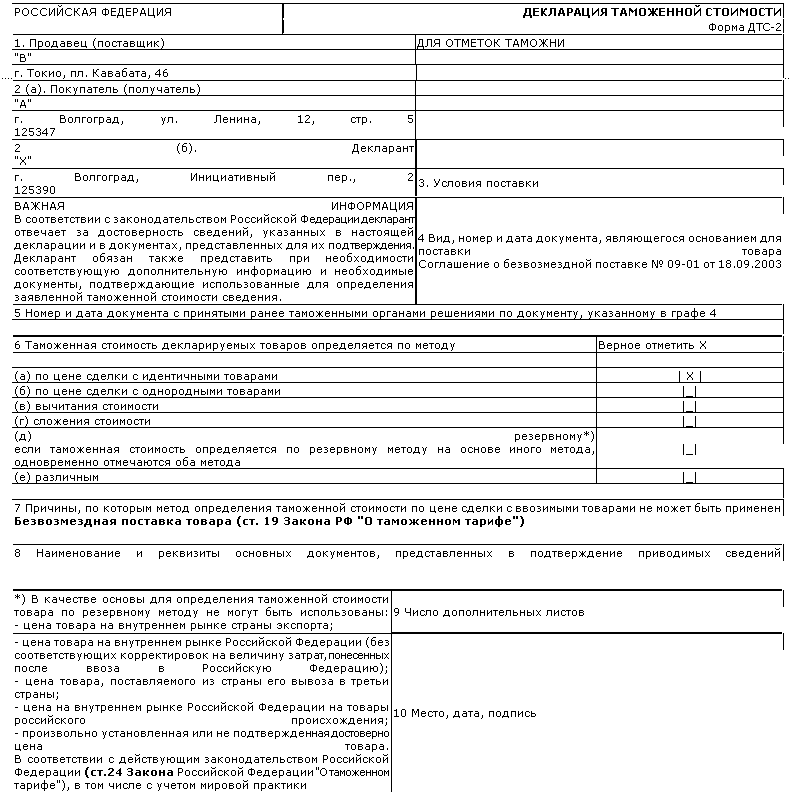 РОССИЙСКАЯ ФЕДЕРАЦИЯ
ДЕКЛАРАЦИЯ ТАМОЖЕННОЙ СТОИМОСТИ
Форма ДТС-2
1. Продавец (поставщик)
ДЛЯ ОТМЕТОК ТАМОЖНИ
"В"
г. Токио, пл. Кавабата, 46
2 (а). Покупатель (получатель)
"А"
г. Волгоград, ул. Ленина, 12, стр. 5
125347
2 (б). Декларант
"Х"
г. Волгоград, Инициативный пер., 2
125390
3. Условия поставки
ВАЖНАЯ ИНФОРМАЦИЯ
В соответствии с законодательством Российской Федерации декларант
отвечает за достоверность сведений, указанных в настоящей
декларации и в документах, представленных для их подтверждения.
Декларант обязан также представить при необходимости
соответствующую дополнительную информацию и необходимые
документы, подтверждающие использованные для определения
заявленной таможенной стоимости сведения.
4 Вид, номер и дата документа, являющегося основанием для
поставки товара
Соглашение о безвозмездной поставке № 09-01 от 18.09.2003
5 Номер и дата документа с принятыми ранее таможенными органами решениями по документу, указанному в графе 4
6 Таможенная стоимость декларируемых товаров определяется по методу
Верное отметить Х
(а) по цене сделки с идентичными товарами
| Х |
(б) по цене сделки с однородными товарами
|_|
(в) вычитания стоимости
|_|
(г) сложения стоимости
|_|
(д) резервному*)
если таможенная стоимость определяется по резервному методу на основе иного метода,
одновременно отмечаются оба метода
|_|
(е) различным
|_|
7 Причины, по которым метод определения таможенной стоимости по цене сделки с ввозимыми товарами не может быть применен
Безвозмездная поставка товара (ст. 19 Закона РФ "О таможенном тарифе")
8 Наименование и реквизиты основных документов, представленных в подтверждение приводимых сведений
*) В качестве основы для определения таможенной стоимости
товара по резервному методу не могут быть использованы:
- цена товара на внутреннем рынке страны экспорта;
9 Число дополнительных листов
- цена товара на внутреннем рынке Российской Федерации (без
соответствующих корректировок на величину затрат, понесенных
после ввоза в Российскую Федерацию);
- цена товара, поставляемого из страны его вывоза в третьи
страны;
- цена на внутреннем рынке Российской Федерации на товары
российского происхождения;
- произвольно установленная или не подтвержденная достоверно
цена товара.
В соответствии с действующим законодательством Российской
Федерации (ст.24 Закона Российской Федерации "О таможенном
тарифе"), в том числе с учетом мировой практики
10 Место, дата, подпись